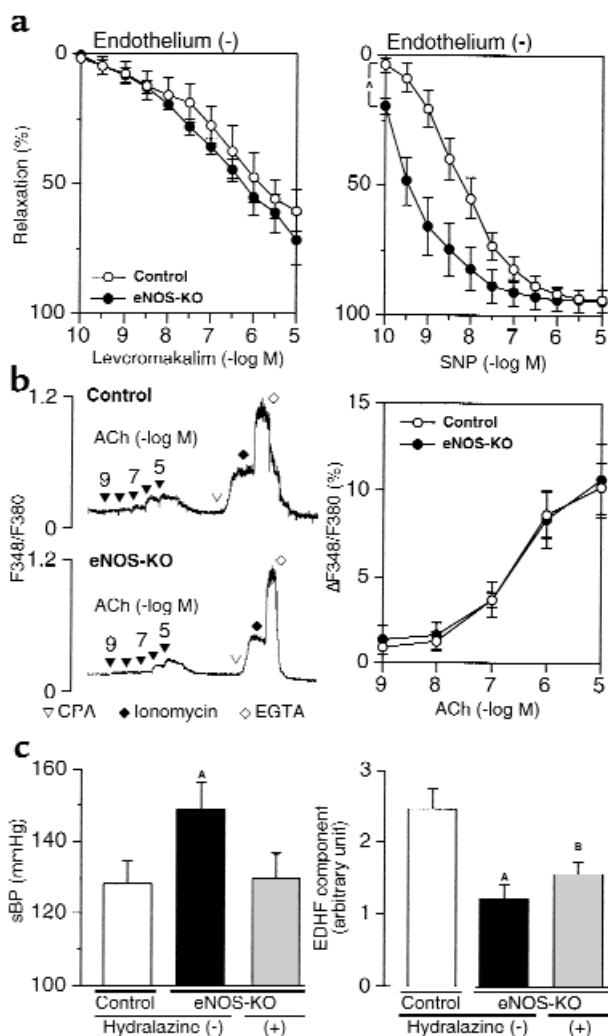 a
Endothelium (-)
0
50
100
Relaxation (%)
Control
eNOS-KO
10 9 8 7 6 5
Levcromakalim (-log M)
Endothelium (-)
0
50
100
A
10 9 8 7 6 5
SNP (-log M)
b
Control
1.2
0
ACh (-log M)
9 7 5
F348/F380
eNOS-KO
1.2
0
ACh (-log M)
9 7 5
CPA Ionomycin EGTA
15
10
5
0
ΔF348/F380 (%)
Control
eNOS-KO
9 8 7 6 5
ACh (-log M)
c
160
150
140
130
120
100
sBP (mmHg)
A
Control eNOS-KO
Hydralazine (-) (+)
3
2
1
0
EDHF component
(arbitrary unit)
A
B
Control eNOS-KO
Hydralazine (-) (+)